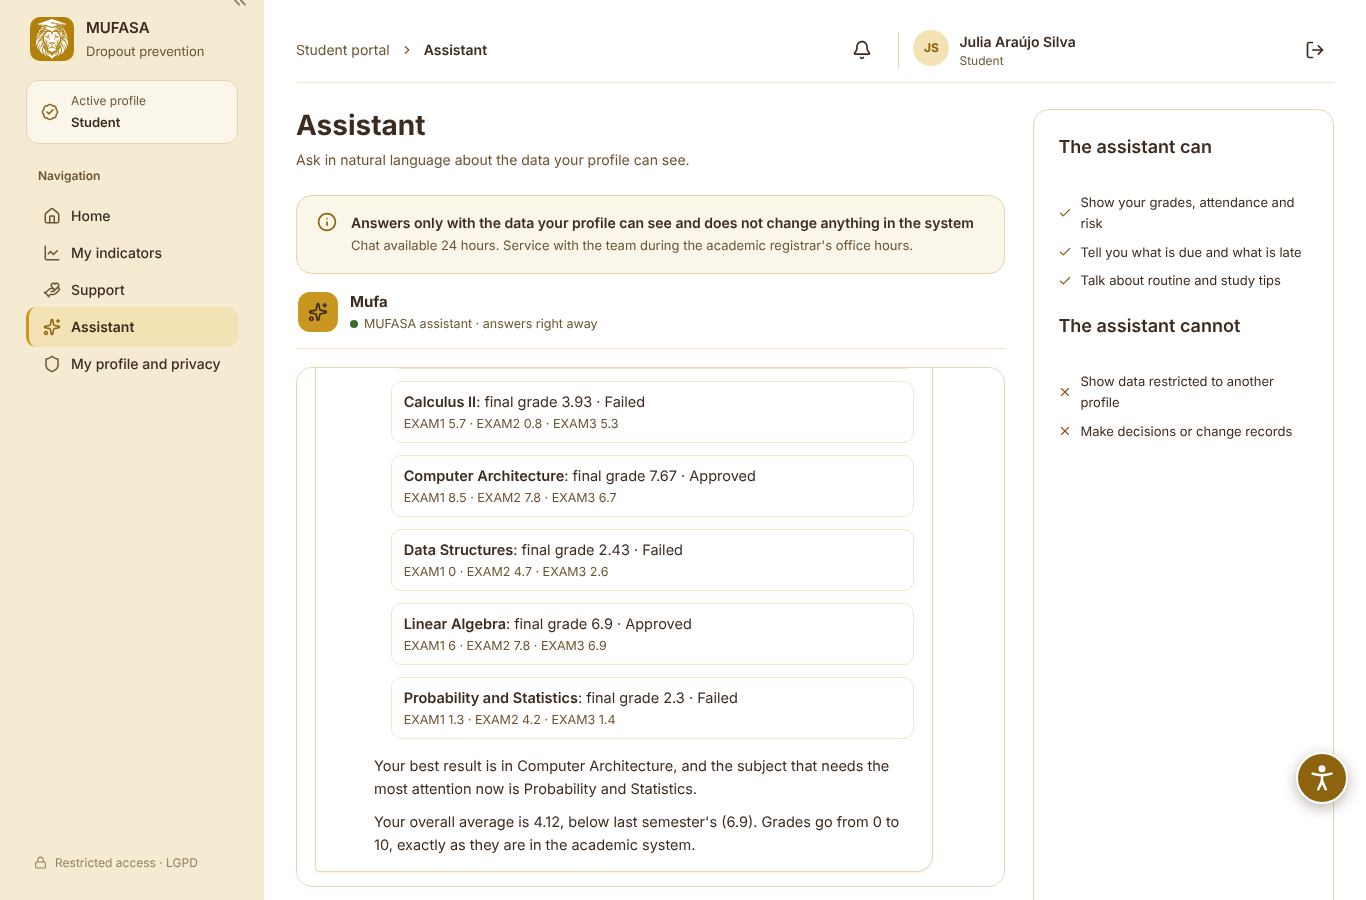 MUFASA
Dropout prevention
Active profile
Student
Navigation
Home
My indicators
Support
Assistant
My profile and privacy
Restricted access · LGPD
Student portal > Assistant
JS
Julia Araújo Silva
Student
Assistant
Ask in natural language about the data your profile can see.
Answers only with the data your profile can see and does not change anything in the system
Chat available 24 hours. Service with the team during the academic registrar's office hours.
Mufa
MUFASA assistant · answers right away
Calculus II: final grade 3.93 · Failed
EXAM1 5.7 · EXAM2 0.8 · EXAM3 5.3
Computer Architecture: final grade 7.67 · Approved
EXAM1 8.5 · EXAM2 7.8 · EXAM3 6.7
Data Structures: final grade 2.43 · Failed
EXAM1 0 · EXAM2 4.7 · EXAM3 2.6
Linear Algebra: final grade 6.9 · Approved
EXAM1 6 · EXAM2 7.8 · EXAM3 6.9
Probability and Statistics: final grade 2.3 · Failed
EXAM1 1.3 · EXAM2 4.2 · EXAM3 1.4
Your best result is in Computer Architecture, and the subject that needs the
most attention now is Probability and Statistics.
Your overall average is 4.12, below last semester's (6.9). Grades go from 0 to
10, exactly as they are in the academic system.
The assistant can
Show your grades, attendance and
risk
Tell you what is due and what is late
Talk about routine and study tips
The assistant cannot
Show data restricted to another
profile
Make decisions or change records